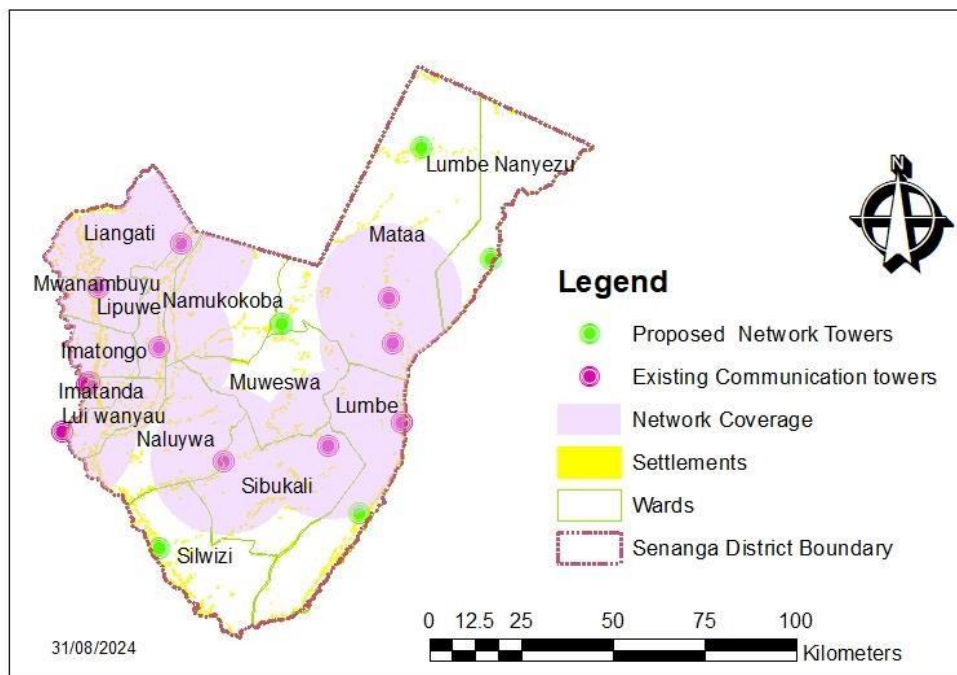 Lumbe Nanyezu
Liangati
Mataa
Mwanambuyu
Lipuwe
Namukokoba
Imatongo
Imatanda
Muweswa
Lui wanyau
Lumbe
Naluywa
Sibukali
Silwizi
N
Legend
Proposed Network Towers
Existing Communication towers
Network Coverage
Settlements
Wards
Senanga District Boundary
0 12.5 25 50 75 100
Kilometers
31/08/2024